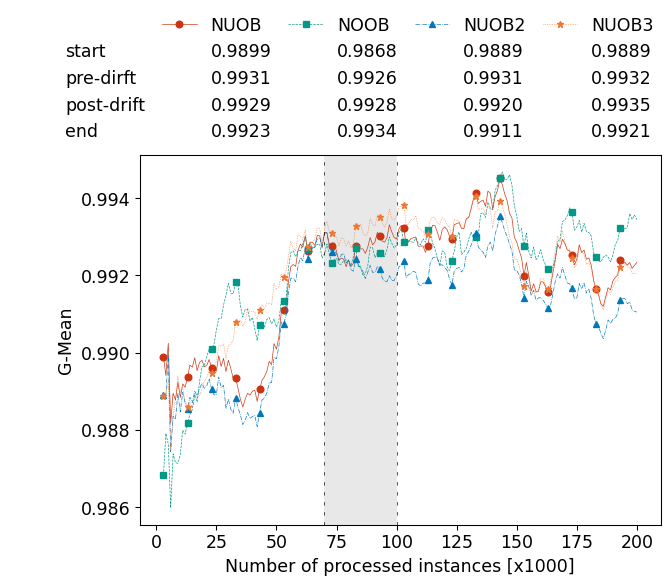 NUOB NOOB NUOB2 NUOB3
start 0.9899 0.9868 0.9889 0.9889
pre-dirft 0.9931 0.9926 0.9931 0.9932
post-drift 0.9929 0.9928 0.9920 0.9935
end 0.9923 0.9934 0.9911 0.9921
0.994
0.992
0.990
0.988
0.986
G-Mean
0 25 50 75 100 125 150 175 200
Number of processed instances [x1000]